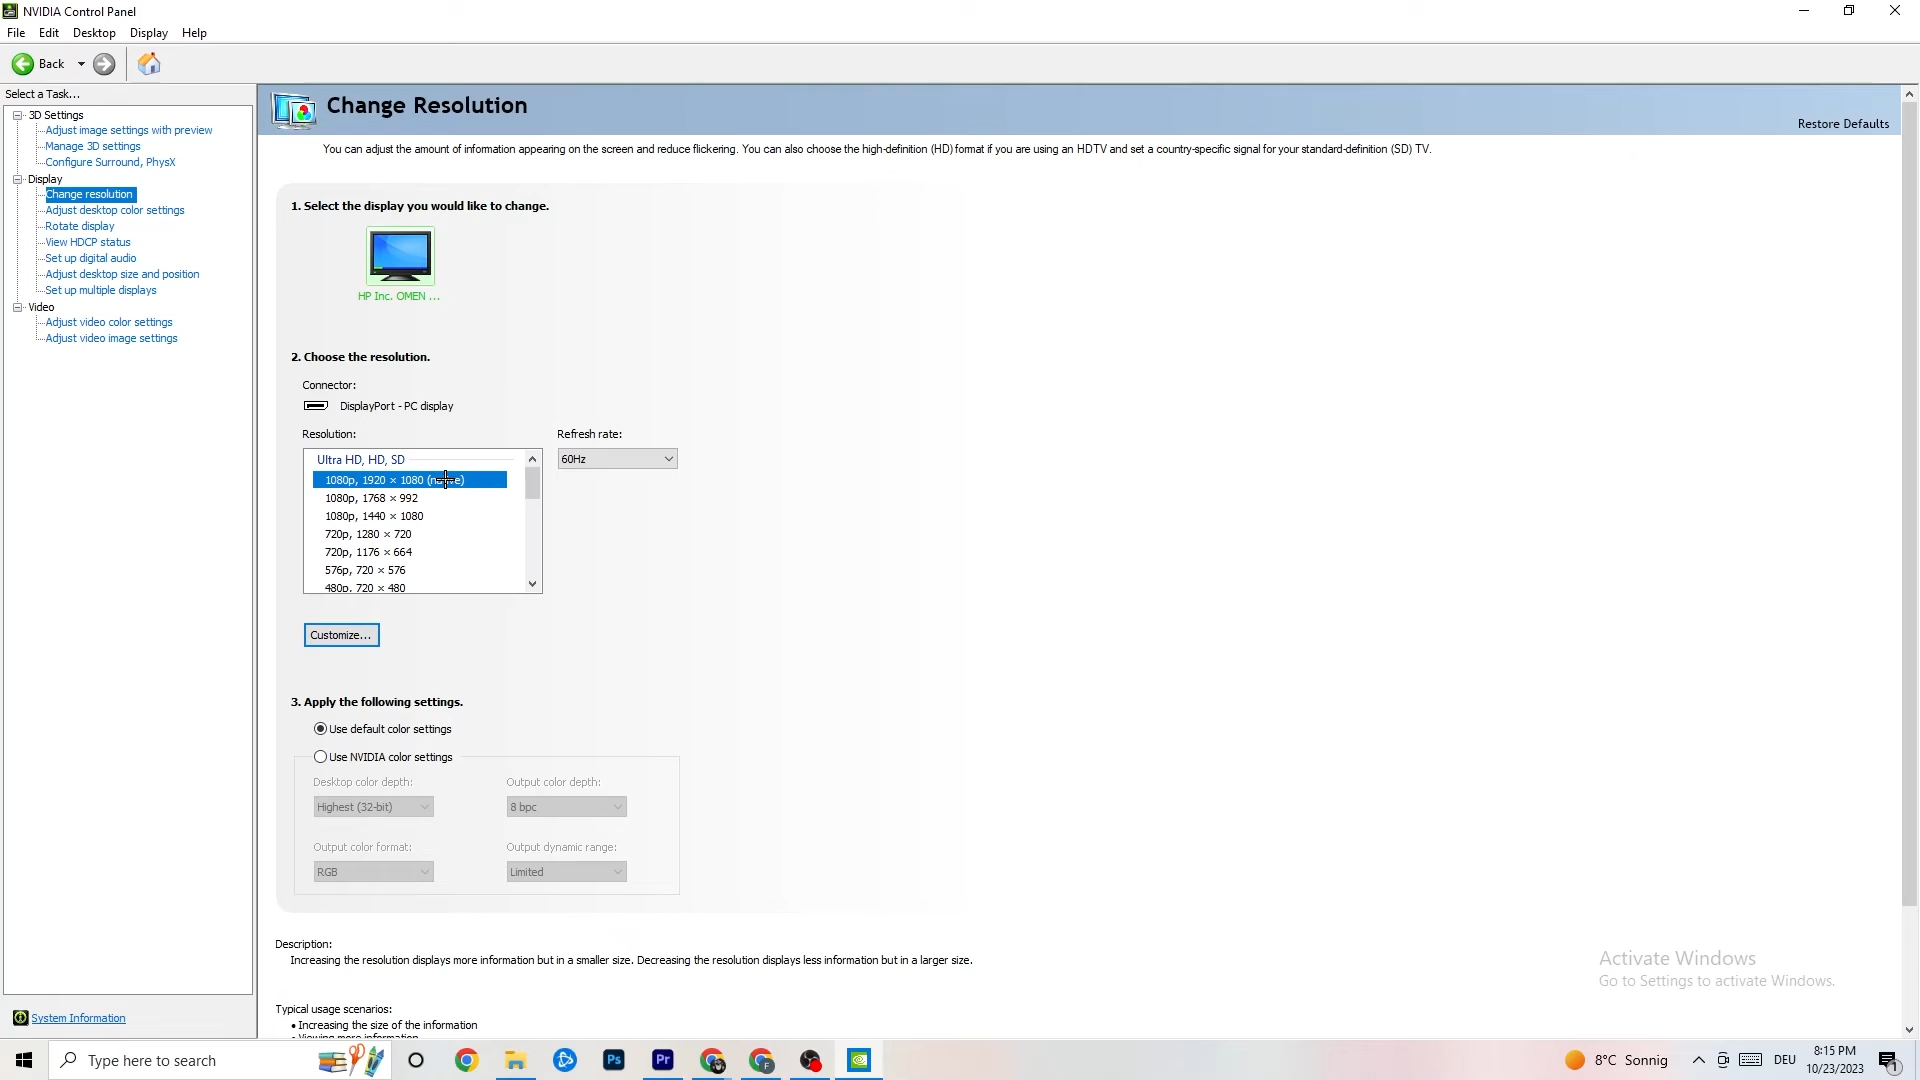 NVIDIA Control Panel
File Edit Desktop Display Help
Back
Select a Task...
3D Settings
Adjust image settings with preview
Manage 3D settings
Configure Surround, PhysX
Display
Change resolution
Adjust desktop color settings
Rotate display
View HDCP status
Set up digital audio
Adjust desktop size and position
Set up multiple displays
Video
Adjust video color settings
Adjust video image settings
System Information
Change Resolution
Restore Defaults
You can adjust the amount of information appearing on the screen and reduce flickering. You can also choose the high-definition (HD) format if you are using an HDTV and set a country-specific signal for your standard-definition (SD) TV.
1. Select the display you would like to change.
HP Inc. OMEN ...
2. Choose the resolution.
Connector:
DisplayPort - PC display
Resolution:
Refresh rate:
Ultra HD, HD, SD
60Hz
1080p, 1920 × 1080
1080p, 1768 × 992
1080p, 1440 × 1080
720p, 1280 × 720
720p, 1176 × 664
576p, 720 × 576
480p, 720 × 480
Customize...
3. Apply the following settings.
Use default color settings
Use NVIDIA color settings
Desktop color depth:
Output color depth:
Highest (32-bit)
8 bpc
Output color format:
Output dynamic range:
RGB
Limited
Description:
Increasing the resolution displays more information but in a smaller size. Decreasing the resolution displays less information but in a larger size.
Typical usage scenarios:
• Increasing the size of the information
Activate Windows
Go to Settings to activate Windows.
Type here to search
Ps
Pr
F
8°C Sonnig
DEU
8:15 PM
10/23/2023
1